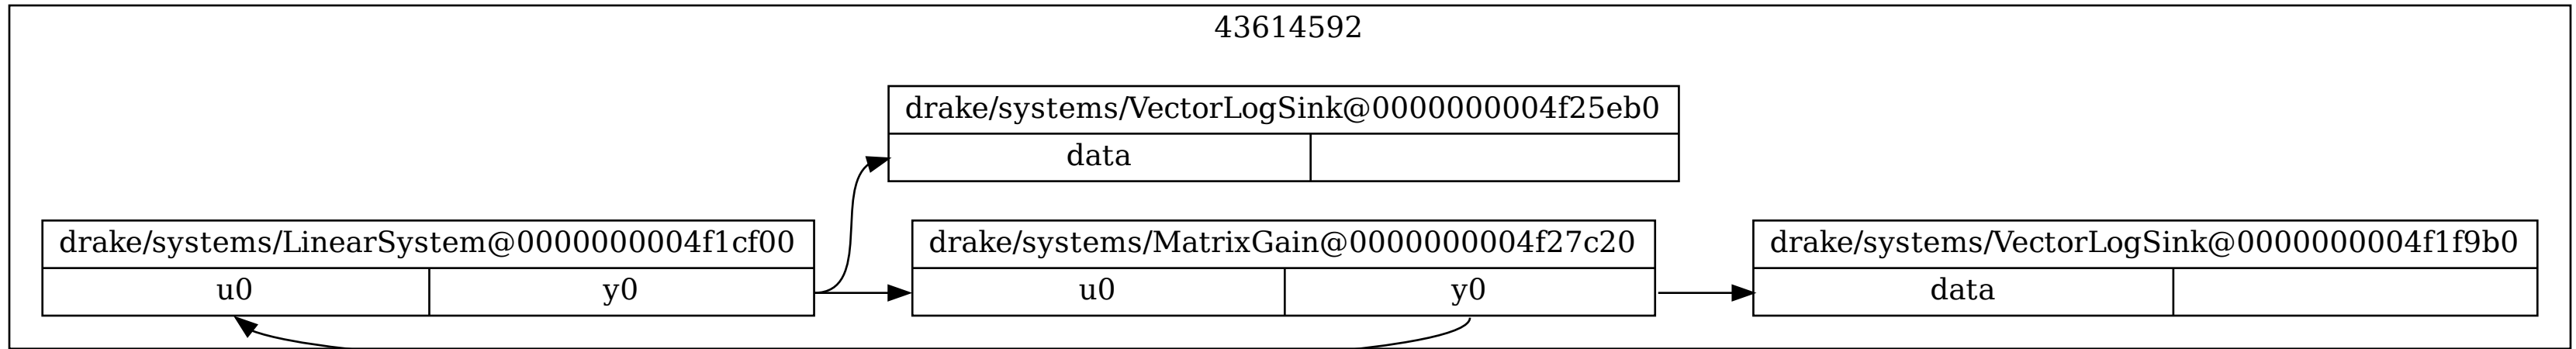 43614592
drake/systems/VectorLogSink@0000000004f25eb0
data
drake/systems/LinearSystem@0000000004f1cf00
u0 y0
drake/systems/MatrixGain@0000000004f27c20
u0 y0
drake/systems/VectorLogSink@0000000004f1f9b0
data